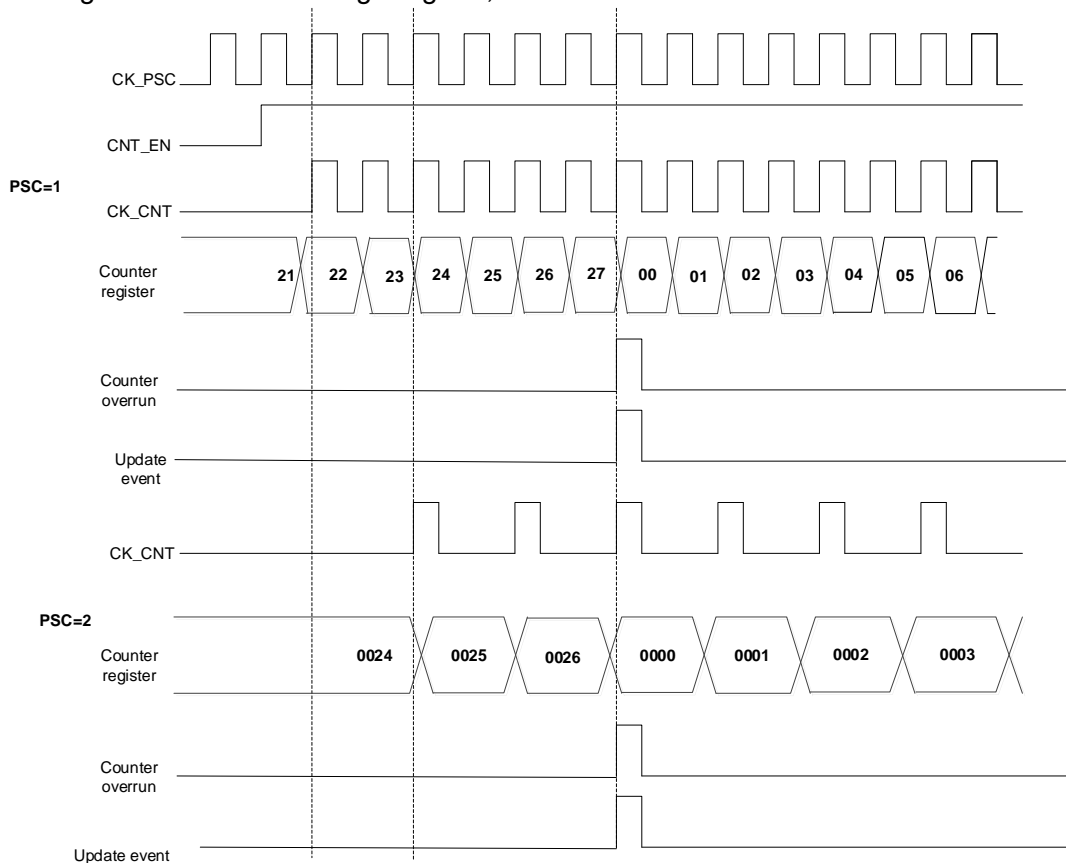 CK_PSC
CNT_EN
PSC=1
CK_CNT
Counter
register
21 22 23 24 25 26 27 00 01 02 03 04 05 06
Counter
overrun
Update
event
CK_CNT
PSC=2
Counter
register
0024 0025 0026 0000 0001 0002 0003
Counter
overrun
Update event